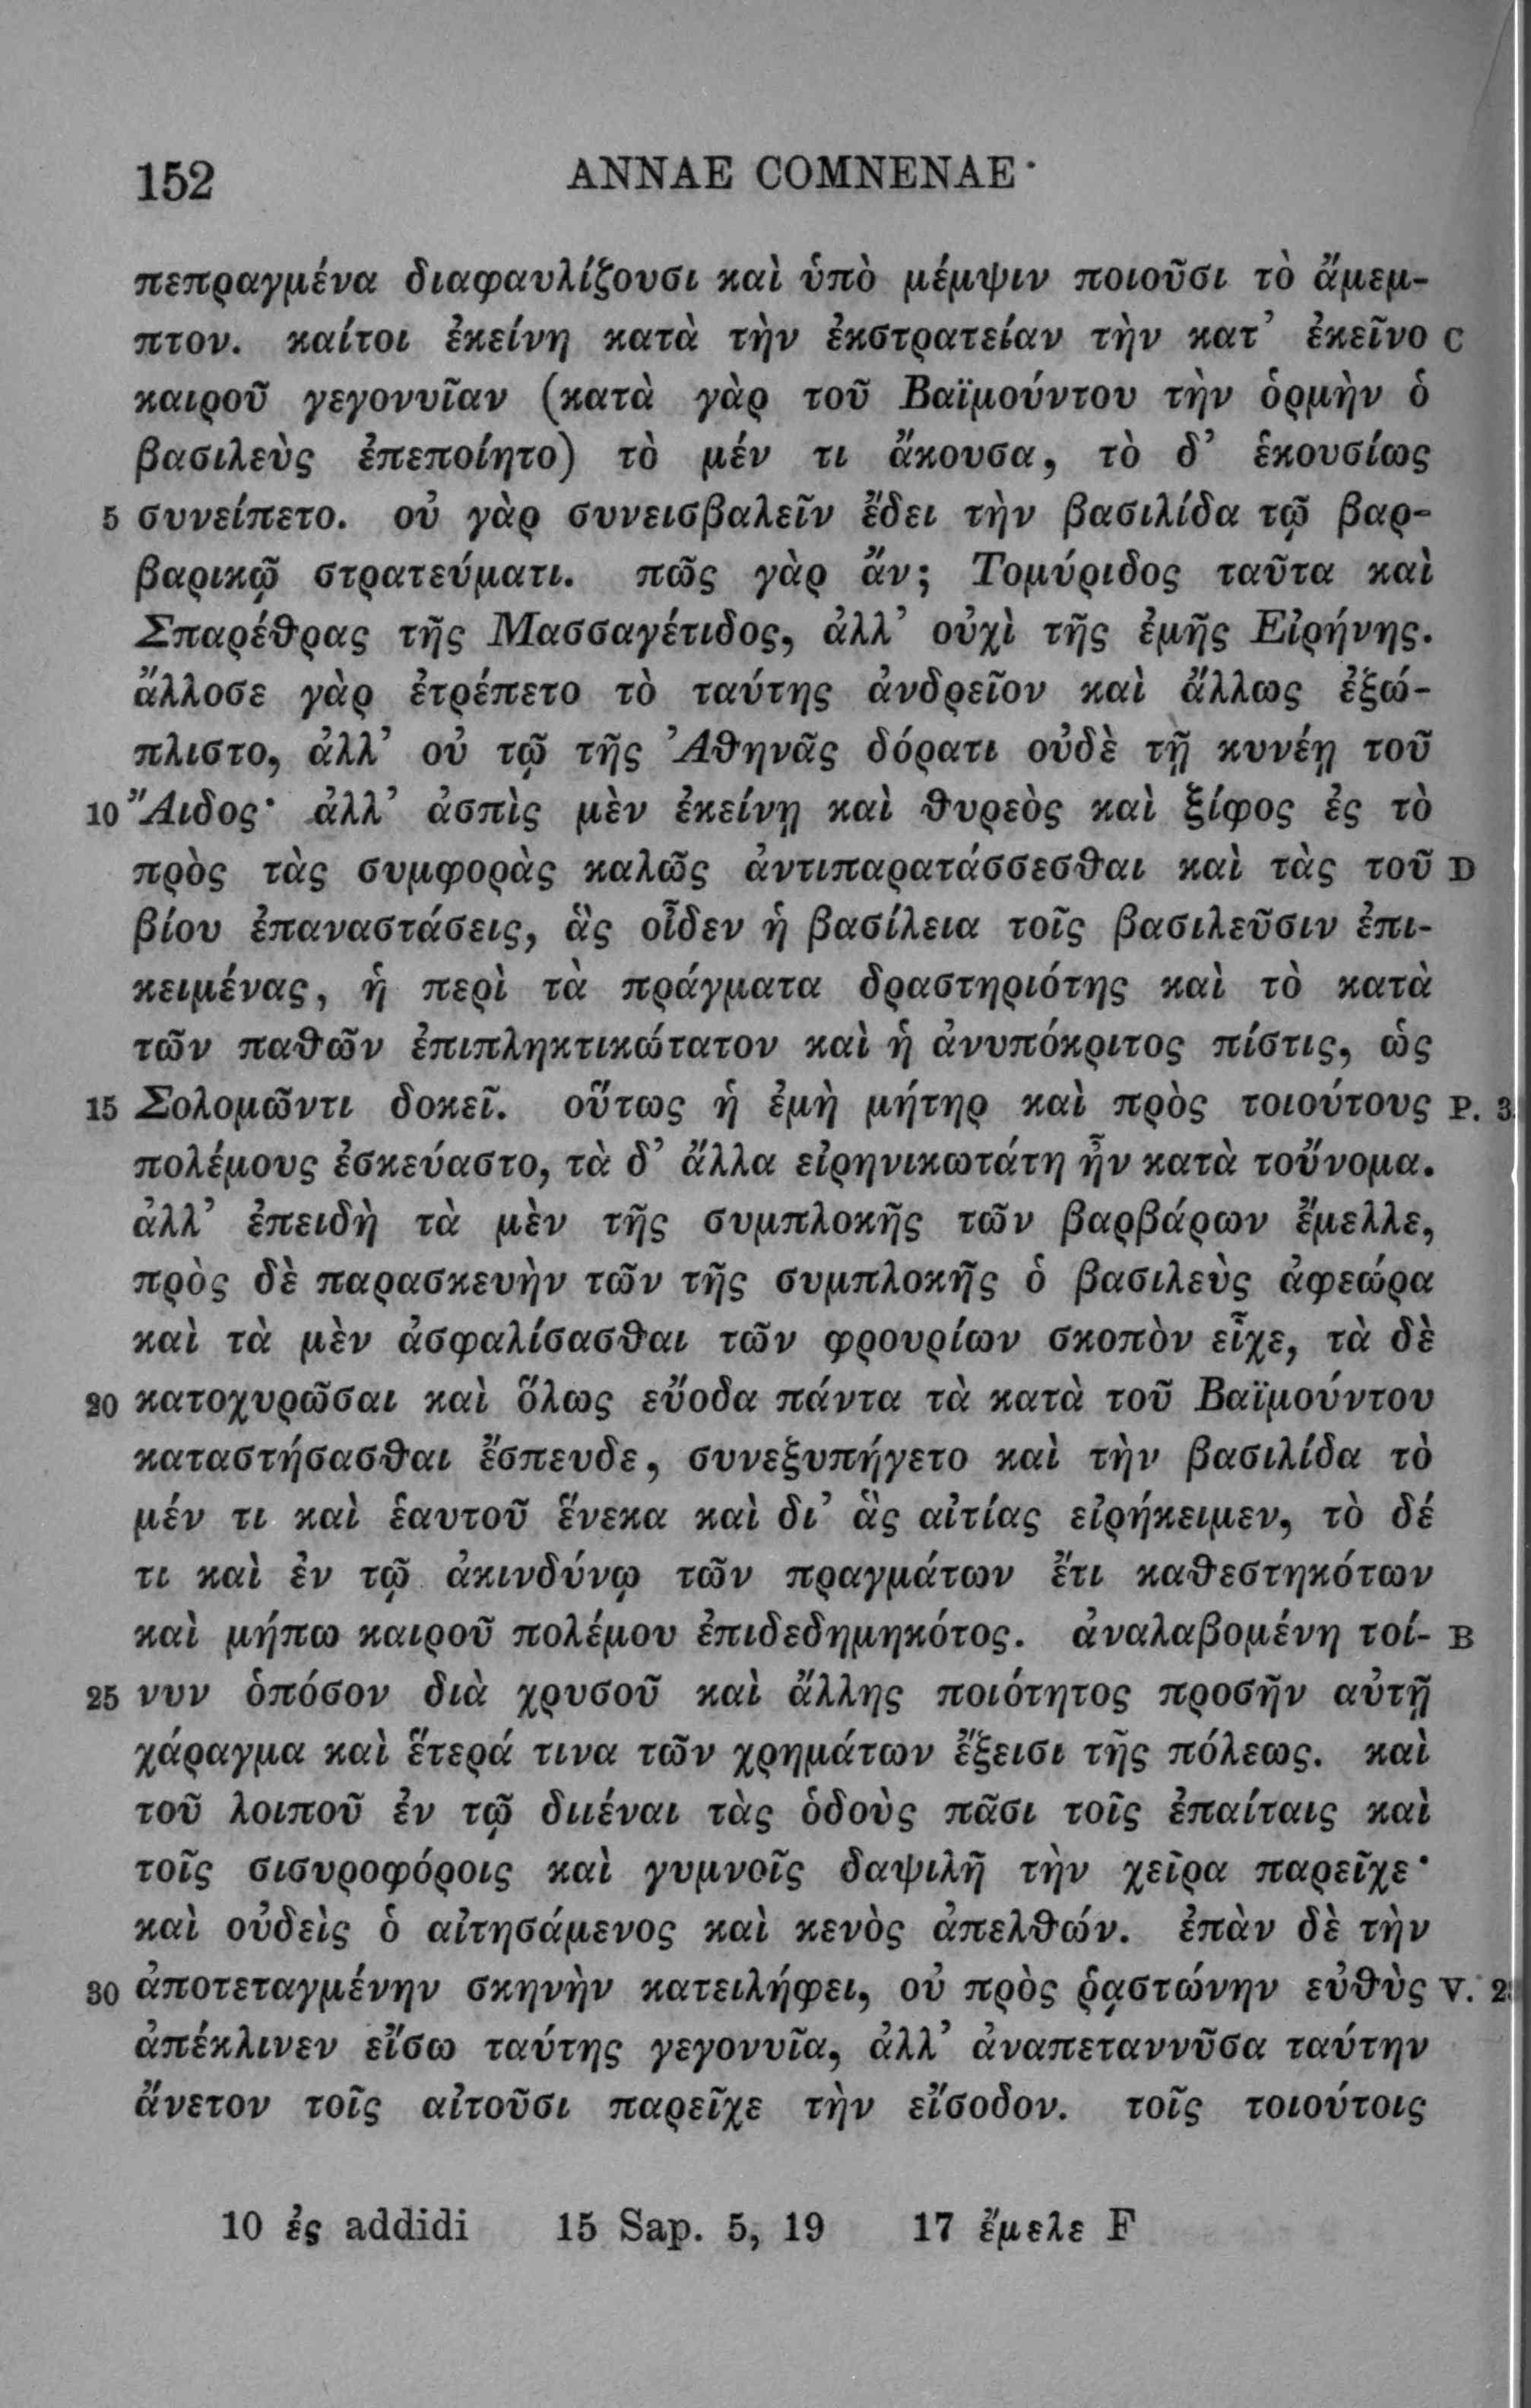 152 ANNAE COMNENAE
πεπραγμένα διαφαυλίζουσι καὶ ὑπὸ μέμψιν ποιοῦσι τὸ ἄμεμ-
πτον. καίτοι ἐκείνη κατὰ τὴν ἐκστρατείαν τὴν κατ’ ἐκεῖνο C
καιροῦ γεγονυῖαν (κατὰ γὰρ τοῦ Βαϊμούντου τὴν ὁρμὴν ὁ
βασιλεὺς ἐπεποίητο) τὸ μέν τι ἄκουσα, τὸ δ’ ἑκουσίως
5 συνείπετο. οὐ γὰρ συνεισβαλεῖν ἔδει τὴν βασιλίδα τῷ βαρ-
βαρικῷ στρατεύματι. πῶς γὰρ ἄν; Τομύριδος ταῦτα καὶ
Σπαρέθρας τῆς Μασσαγέτιδος, ἀλλ’ οὐχὶ τῆς ἐμῆς Εἰρήνης.
ἄλλοσε γὰρ ἐτρέπετο τὸ ταύτης ἀνδρεῖον καὶ ἄλλως ἐξώ-
πλιστο, ἀλλ’ οὐ τῷ τῆς Ἀθηνᾶς δόρατι οὐδὲ τῇ κυνέῃ τοῦ
10 Ἄιδος· ἀλλ’ ἀσπὶς μὲν ἐκείνῃ καὶ θυρεὸς καὶ ξίφος ἐς τὸ
πρὸς τὰς συμφορὰς καλῶς ἀντιπαρατάσσεσθαι καὶ τὰς τοῦ D
βίου ἐπαναστάσεις, ἃς οἶδεν ἡ βασίλεια τοῖς βασιλεῦσιν ἐπι-
κειμένας, ἡ περὶ τὰ πράγματα δραστηριότης καὶ τὸ κατὰ
τῶν παθῶν ἐπιπληκτικώτατον καὶ ἡ ἀνυπόκριτος πίστις, ὡς
15 Σολομῶντι δοκεῖ. οὕτως ἡ ἐμὴ μήτηρ καὶ πρὸς τοιούτους P. 3
πολέμους ἐσκεύαστο, τὰ δ’ ἄλλα εἰρηνικωτάτη ἦν κατὰ τοὔνομα.
ἀλλ’ ἐπειδὴ τὰ μὲν τῆς συμπλοκῆς τῶν βαρβάρων ἔμελλε,
πρὸς δὲ παρασκευὴν τῶν τῆς συμπλοκῆς ὁ βασιλεὺς ἀφεώρα
καὶ τὰ μὲν ἀσφαλίσασθαι τῶν φρουρίων σκοπὸν εἶχε, τὰ δὲ
20 κατοχυρῶσαι καὶ ὅλως εὔοδα πάντα τὰ κατὰ τοῦ Βαϊμούντου
καταστήσασθαι ἔσπευδε, συνεξυπήγετο καὶ τὴν βασιλίδα τὸ
μέν τι καὶ ἑαυτοῦ ἕνεκα καὶ δι’ ἃς αἰτίας εἰρήκειμεν, τὸ δέ
τι καὶ ἐν τῷ ἀκινδύνῳ τῶν πραγμάτων ἔτι καθεστηκότων
καὶ μήπω καιροῦ πολέμου ἐπιδεδημηκότος. ἀναλαβομένη τοί- B
25 νυν ὁπόσον διὰ χρυσοῦ καὶ ἄλλης ποιότητος προσῆν αὐτῇ
χάραγμα καὶ ἕτερά τινα τῶν χρημάτων ἔξεισι τῆς πόλεως. καὶ
τοῦ λοιποῦ ἐν τῷ διιέναι τὰς ὁδοὺς πᾶσι τοῖς ἐπαίταις καὶ
τοῖς σισυροφόροις καὶ γυμνοῖς δαψιλῆ τὴν χεῖρα παρεῖχε·
καὶ οὐδεὶς ὁ αἰτησάμενος καὶ κενὸς ἀπελθών. ἐπὰν δὲ τὴν
30 ἀποτεταγμένην σκηνὴν κατειλήφει, οὐ πρὸς ῥᾳστώνην εὐθὺς V. 2
ἀπέκλινεν εἴσω ταύτης γεγονυῖα, ἀλλ’ ἀναπεταννῦσα ταύτην
ἄνετον τοῖς αἰτοῦσι παρεῖχε τὴν εἴσοδον. τοῖς τοιούτοις
10 ἐς addidi 15 Sap. 5, 19 17 ἔμελε F